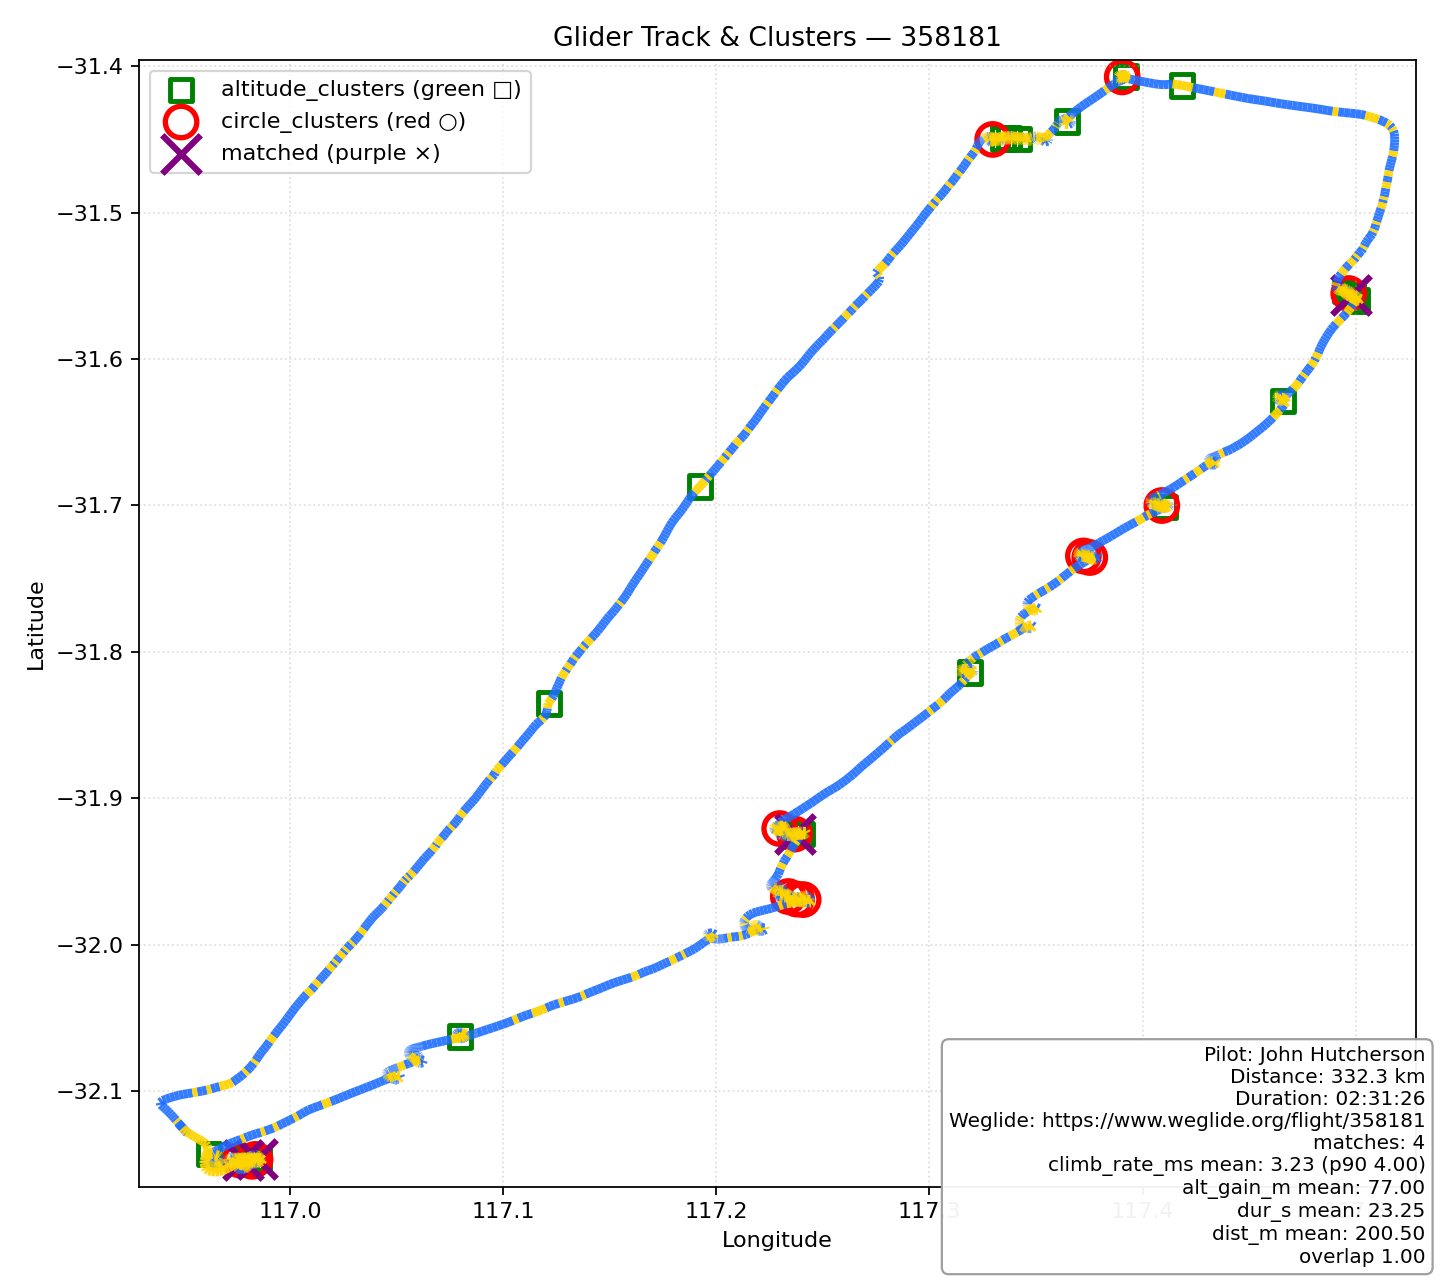 Glider Track & Clusters — 358181
altitude_clusters (green □)
circle_clusters (red ○)
matched (purple ×)
−31.4
−31.5
−31.6
−31.7
−31.8
−31.9
−32.0
−32.1
Latitude
117.0
117.1
117.2
117.3
117.4
Longitude
Pilot: John Hutcherson
Distance: 332.3 km
Duration: 02:31:26
Weglide: https://www.weglide.org/flight/358181
matches: 4
climb_rate_ms mean: 3.23 (p90 4.00)
alt_gain_m mean: 77.00
dur_s mean: 23.25
dist_m mean: 200.50
overlap 1.00